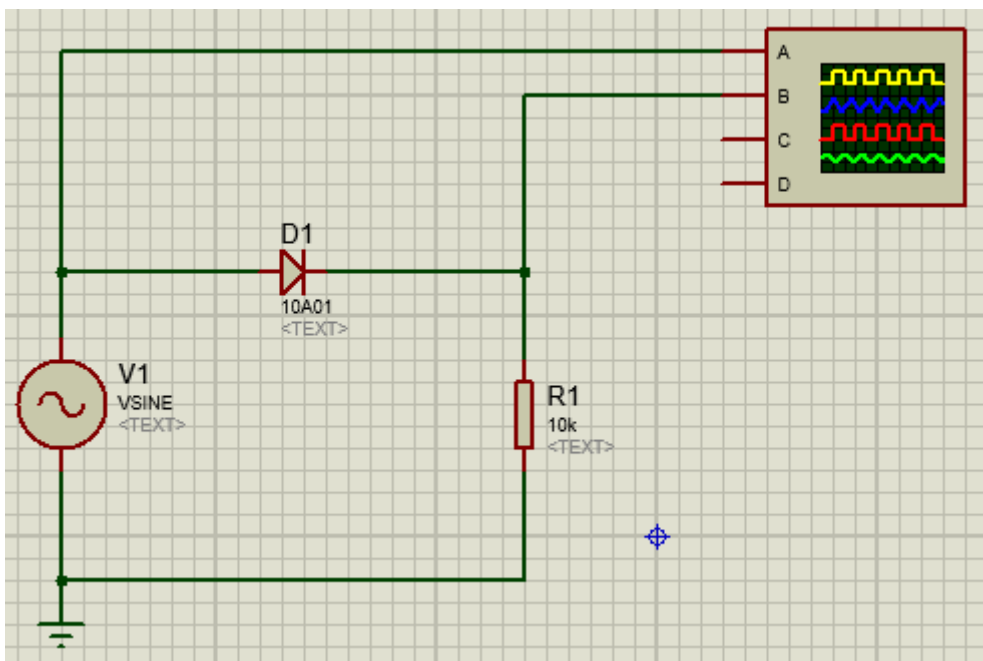 A
B
C
D
D1
10A01
<TEXT>
V1
VSINE
<TEXT>
R1
10k
<TEXT>